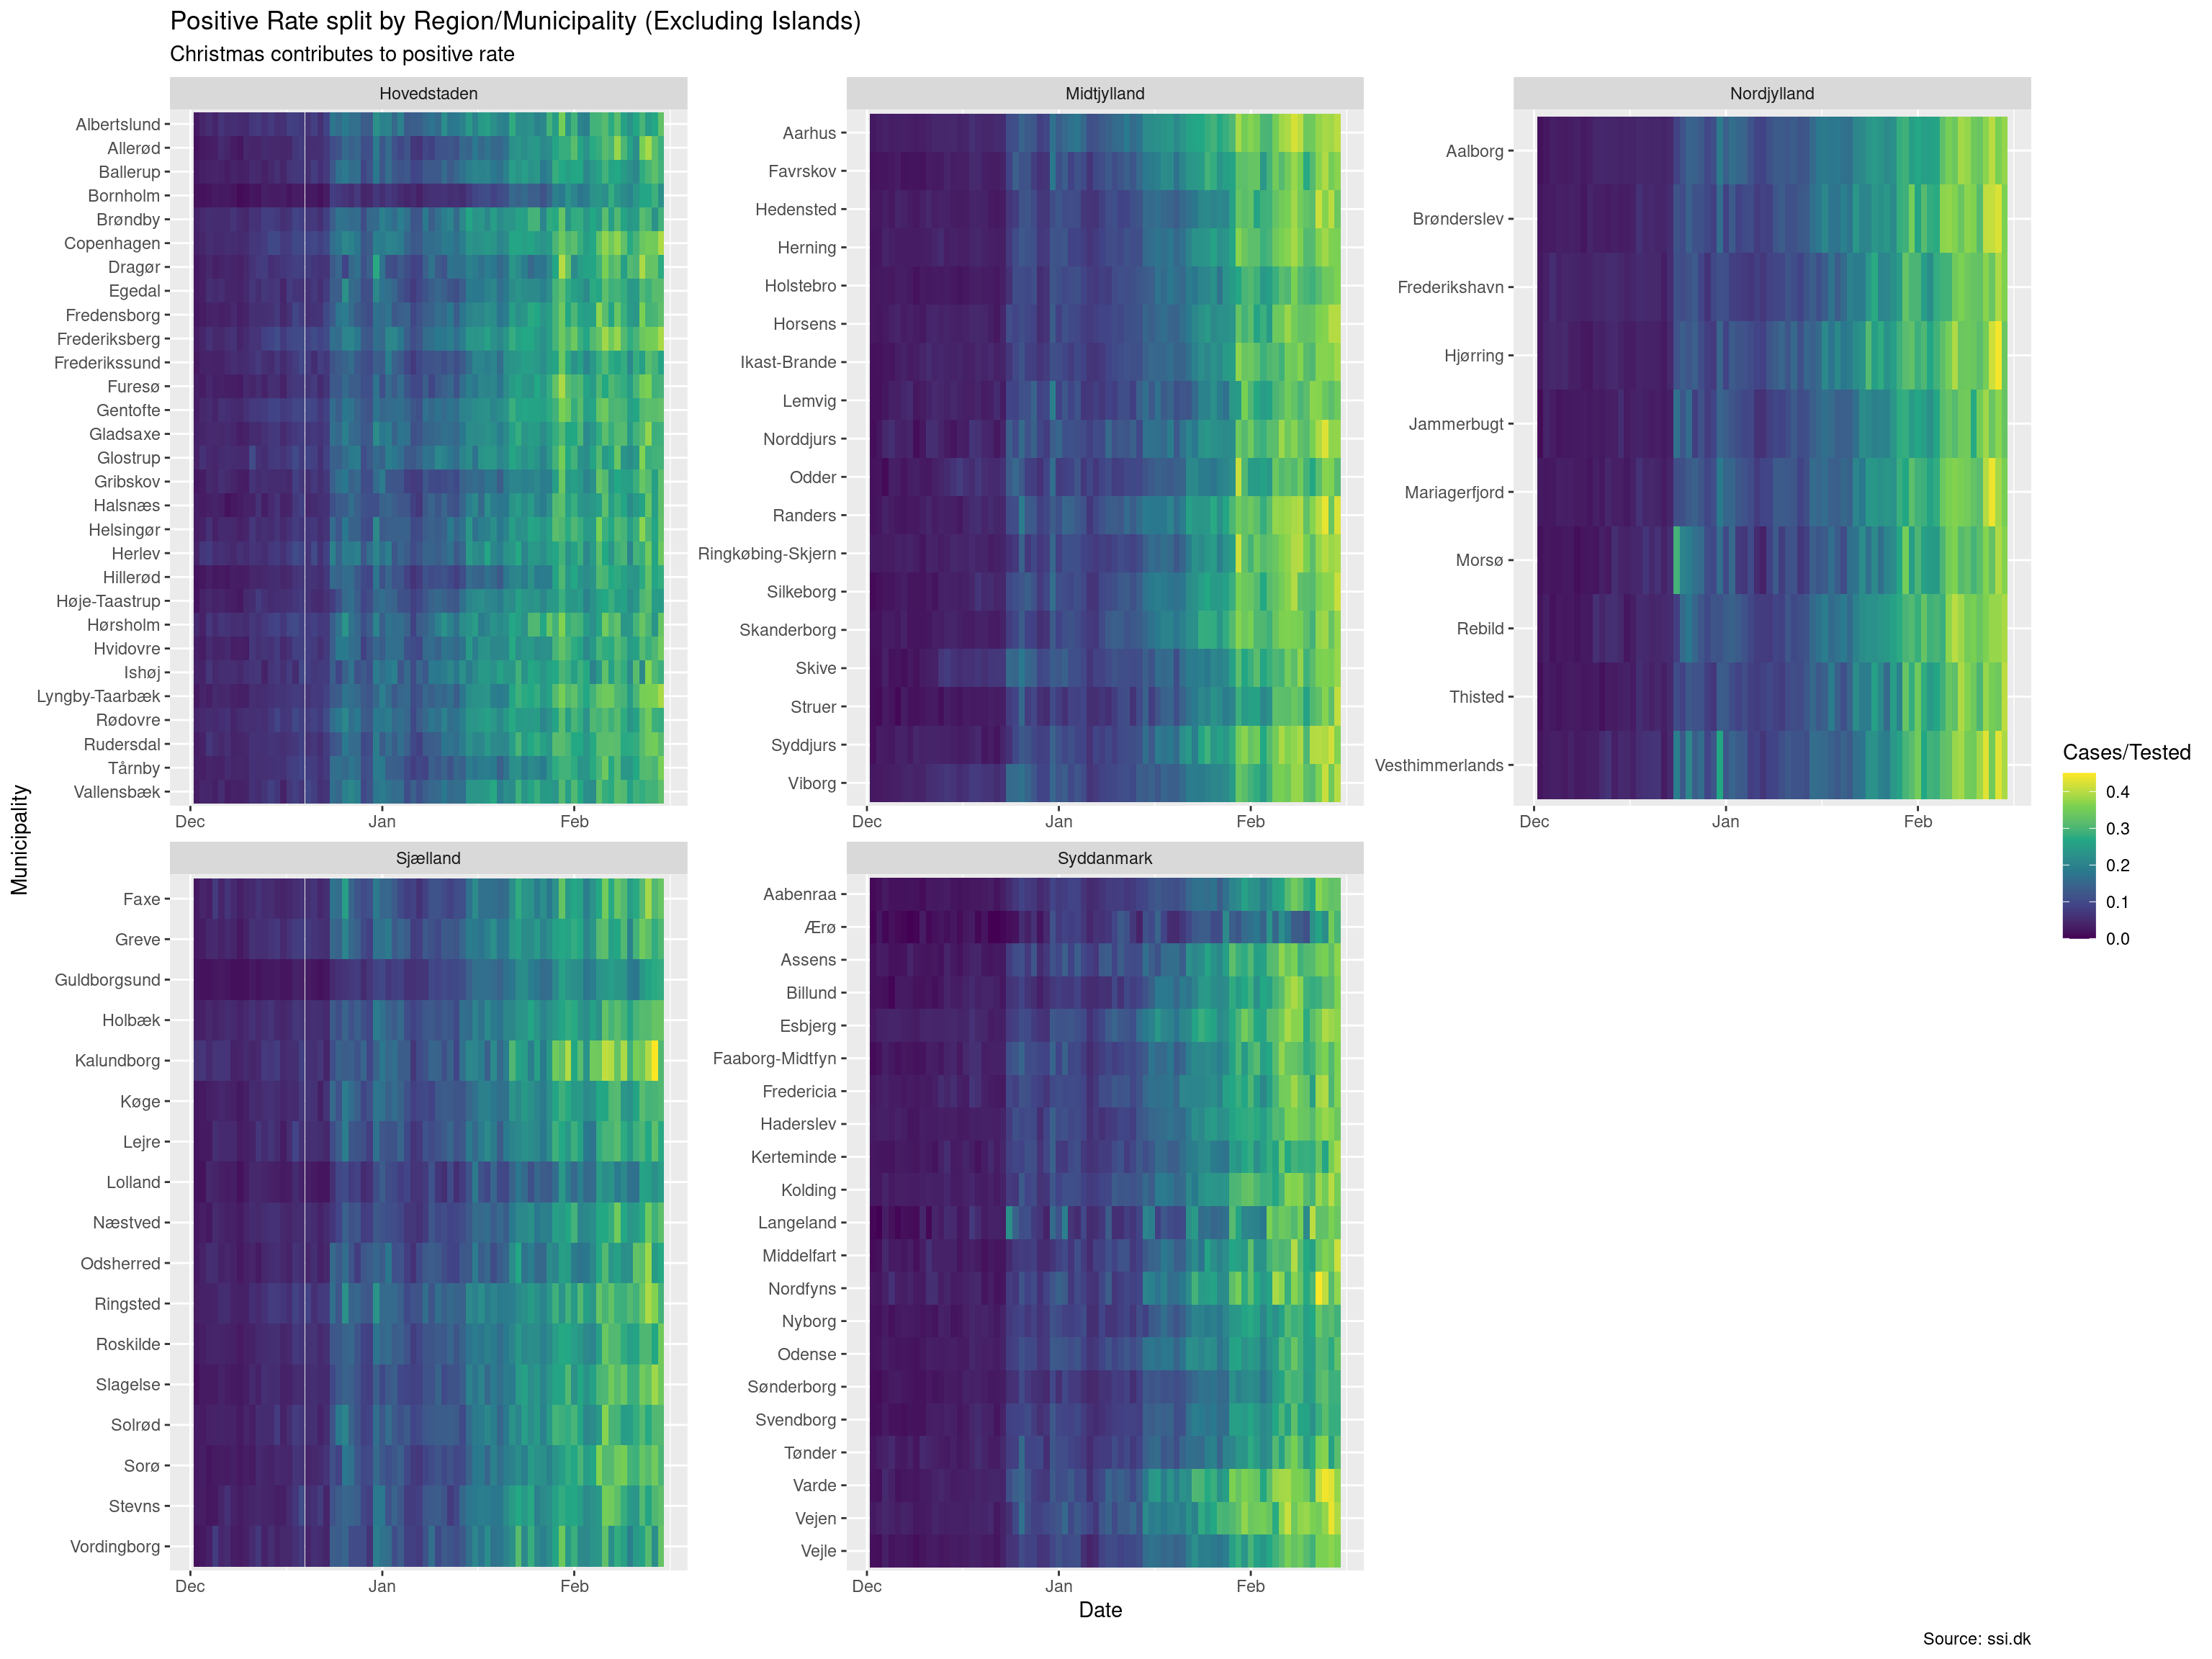 Positive Rate split by Region/Municipality (Excluding Islands)
Christmas contributes to positive rate
Municipality
Hovedstaden
Albertslund
Allerød
Ballerup
Bornholm
Brøndby
Copenhagen
Dragør
Egedal
Fredensborg
Frederiksberg
Frederikssund
Furesø
Gentofte
Gladsaxe
Glostrup
Gribskov
Halsnæs
Helsingør
Herlev
Hillerød
Høje-Taastrup
Hørsholm
Hvidovre
Ishøj
Lyngby-Taarbæk
Rødovre
Rudersdal
Tårnby
Vallensbæk
Dec Jan Feb
Midtjylland
Aarhus
Favrskov
Hedensted
Herning
Holstebro
Horsens
Ikast-Brande
Lemvig
Norddjurs
Odder
Randers
Ringkøbing-Skjern
Silkeborg
Skanderborg
Skive
Struer
Syddjurs
Viborg
Dec Jan Feb
Nordjylland
Aalborg
Brønderslev
Frederikshavn
Hjørring
Jammerbugt
Mariagerfjord
Morsø
Rebild
Thisted
Vesthimmerlands
Dec Jan Feb
Sjælland
Faxe
Greve
Guldborgsund
Holbæk
Kalundborg
Køge
Lejre
Lolland
Næstved
Odsherred
Ringsted
Roskilde
Slagelse
Solrød
Sorø
Stevns
Vordingborg
Dec Jan Feb
Syddanmark
Aabenraa
Ærø
Assens
Billund
Esbjerg
Faaborg-Midtfyn
Fredericia
Haderslev
Kerteminde
Kolding
Langeland
Middelfart
Nordfyns
Nyborg
Odense
Sønderborg
Svendborg
Tønder
Varde
Vejen
Vejle
Dec Jan Feb
Date
Cases/Tested
0.4
0.3
0.2
0.1
0.0
Source: ssi.dk